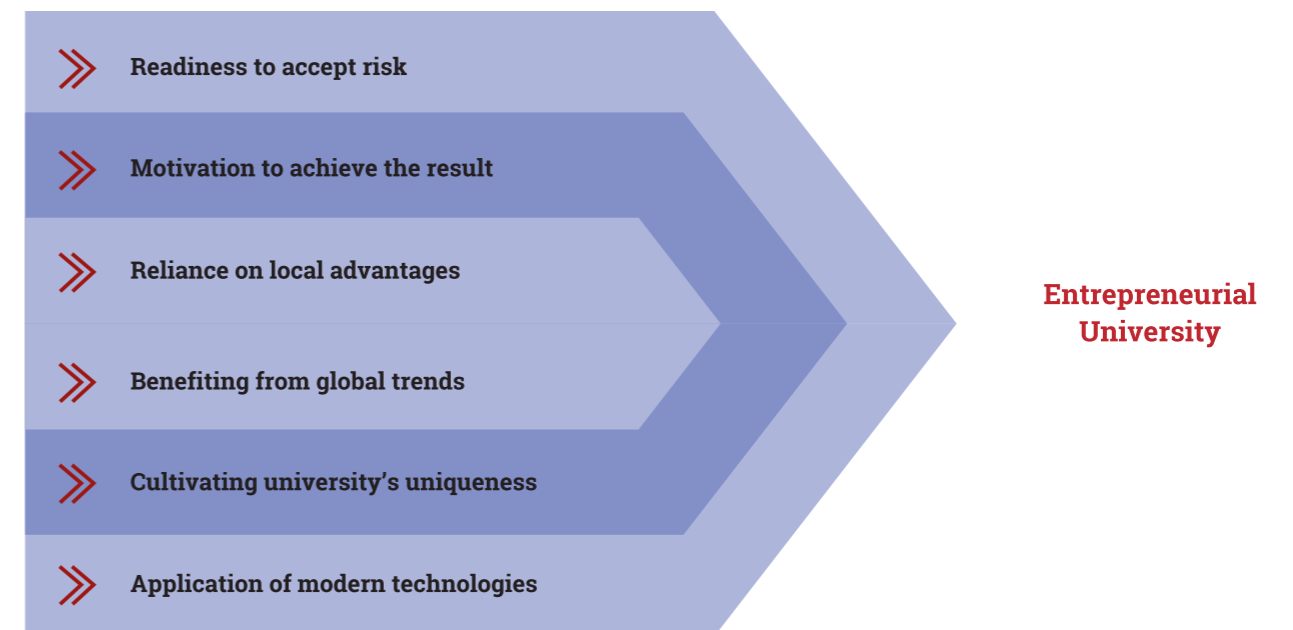 Readiness to accept risk
Motivation to achieve the result
Reliance on local advantages
Entrepreneurial
University
Benefiting from global trends
Cultivating university’s uniqueness
Application of modern technologies